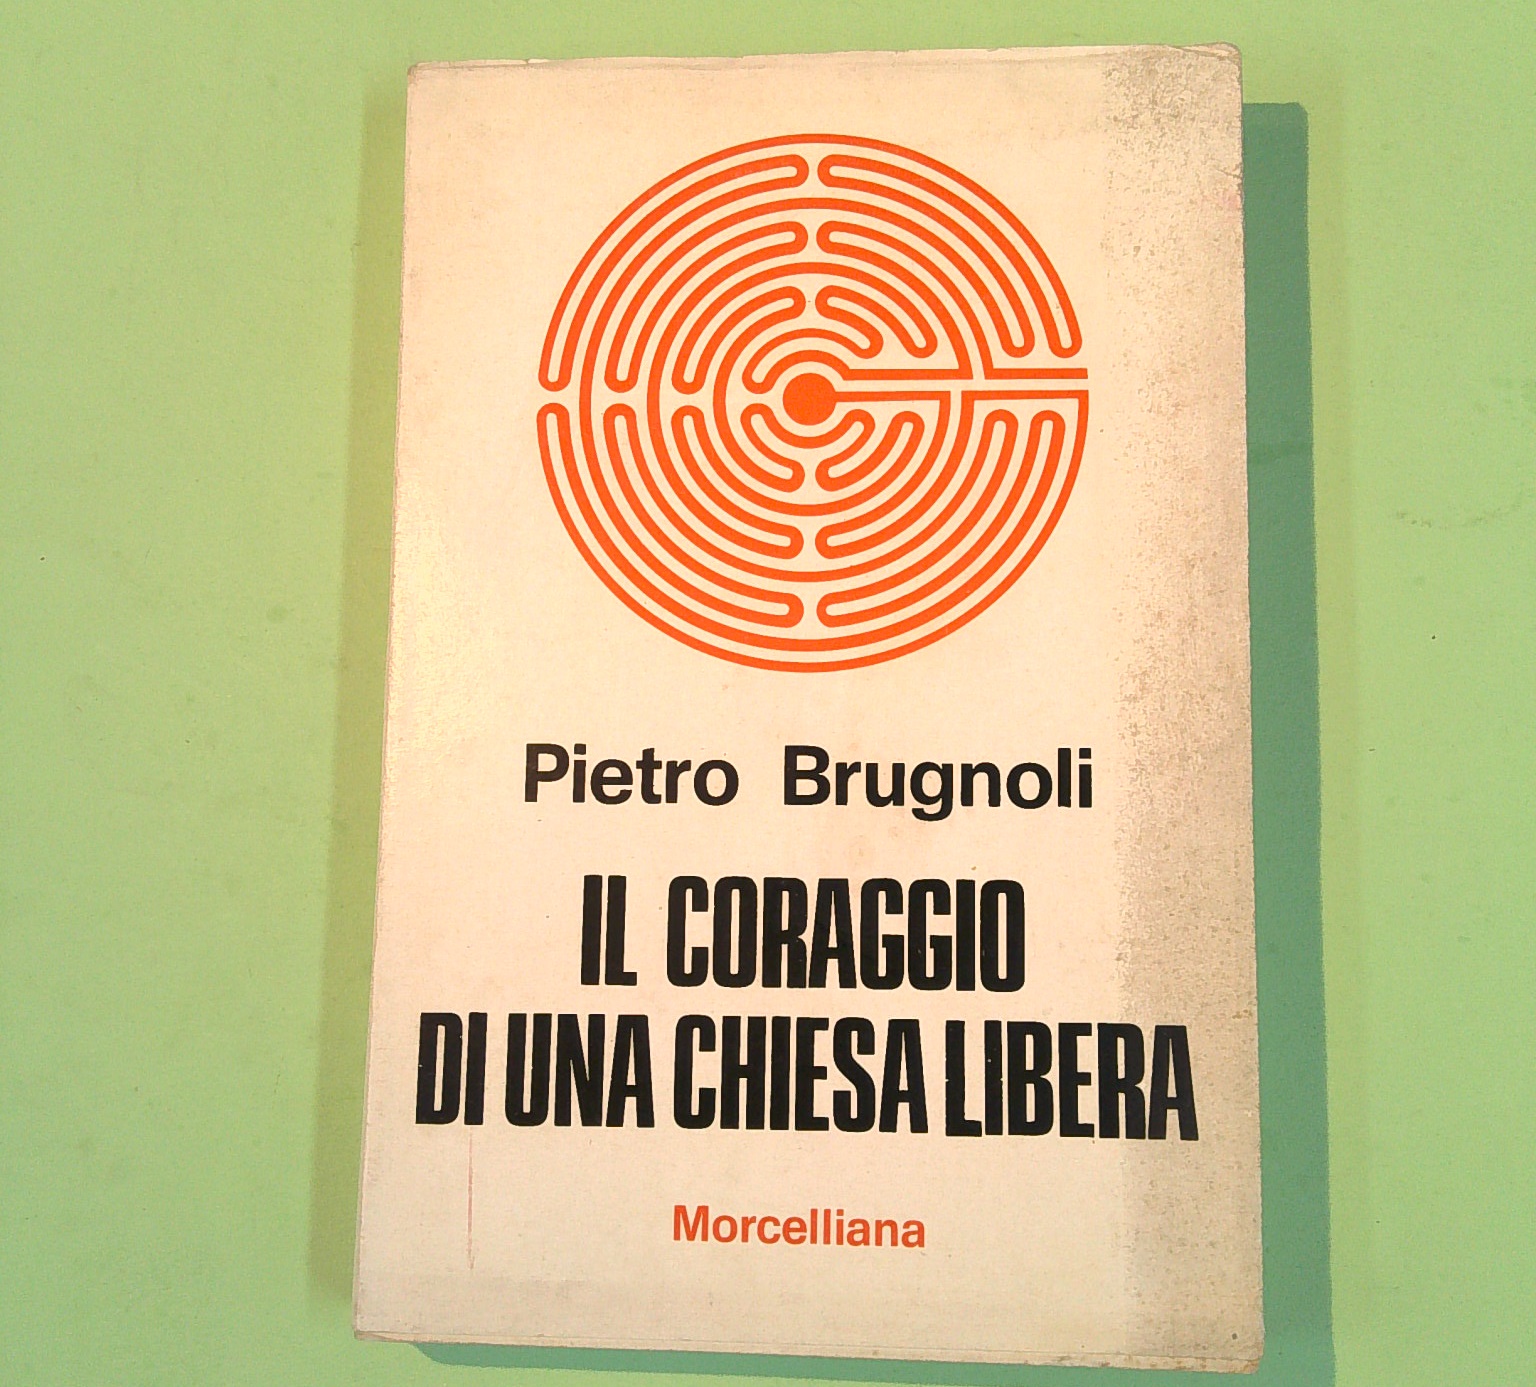 Pietro Brugnoli
IL CORAGGIO
DI UNA CHIESA LIBERA
Morcelliana